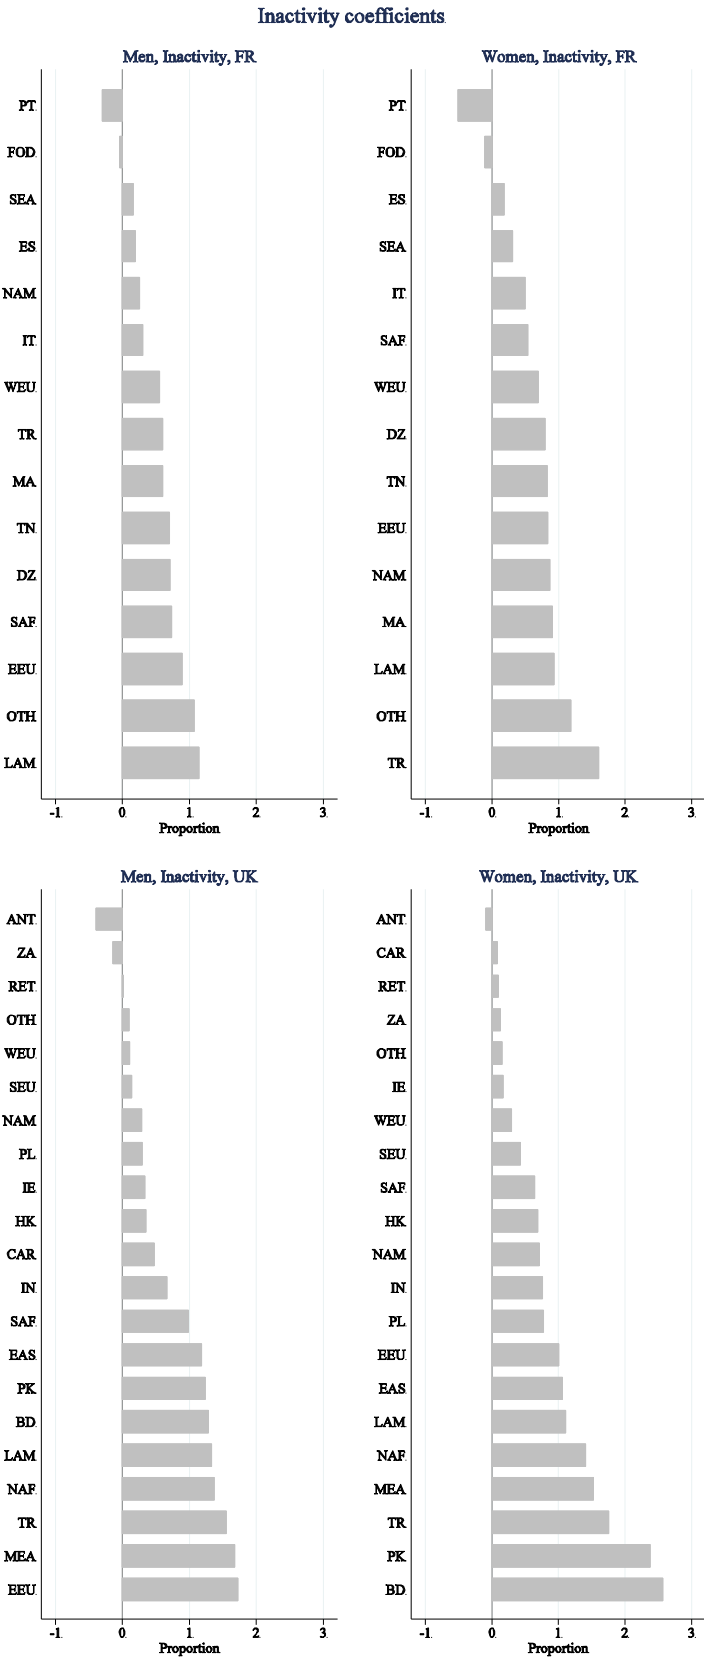 Inactivity coefficients
Men, Inactivity, FR
PT
FOD
SEA
ES
NAM
IT
WEU
TR
MA
TN
DZ
SAF
EEU
OTH
LAM
-1 0 1 2 3
Proportion
Women, Inactivity, FR
PT
FOD
ES
SEA
IT
SAF
WEU
DZ
TN
EEU
NAM
MA
LAM
OTH
TR
-1 0 1 2 3
Proportion
Men, Inactivity, UK
ANT
ZA
RET
OTH
WEU
SEU
NAM
PL
IE
HK
CAR
IN
SAF
EAS
PK
BD
LAM
NAF
TR
MEA
EEU
-1 0 1 2 3
Proportion
Women, Inactivity, UK
ANT
CAR
RET
ZA
OTH
IE
WEU
SEU
SAF
HK
NAM
IN
PL
EEU
EAS
LAM
NAF
MEA
TR
PK
BD
-1 0 1 2 3
Proportion